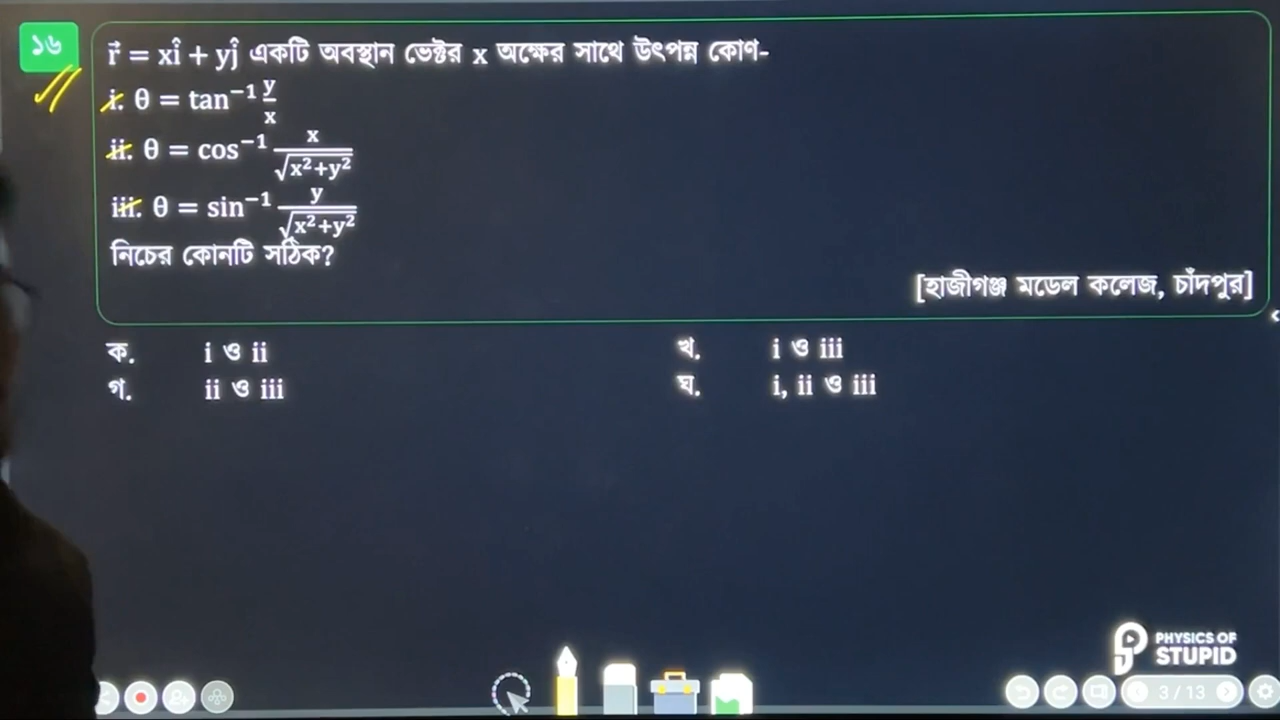 ১৬
r⃗ = xî + yĵ একটি অবস্থান ভেক্টর x অক্ষের সাথে উৎপন্ন কোণ-
i. θ = tan⁻¹ y/x
ii. θ = cos⁻¹ x/√(x²+y²)
iii. θ = sin⁻¹ y/√(x²+y²)
নিচের কোনটি সঠিক?
[হাজীগঞ্জ মডেল কলেজ, চাঁদপুর]
ক. i ও ii খ. i ও iii
গ. ii ও iii ঘ. i, ii ও iii
PHYSICS OF
STUPID
3 / 13